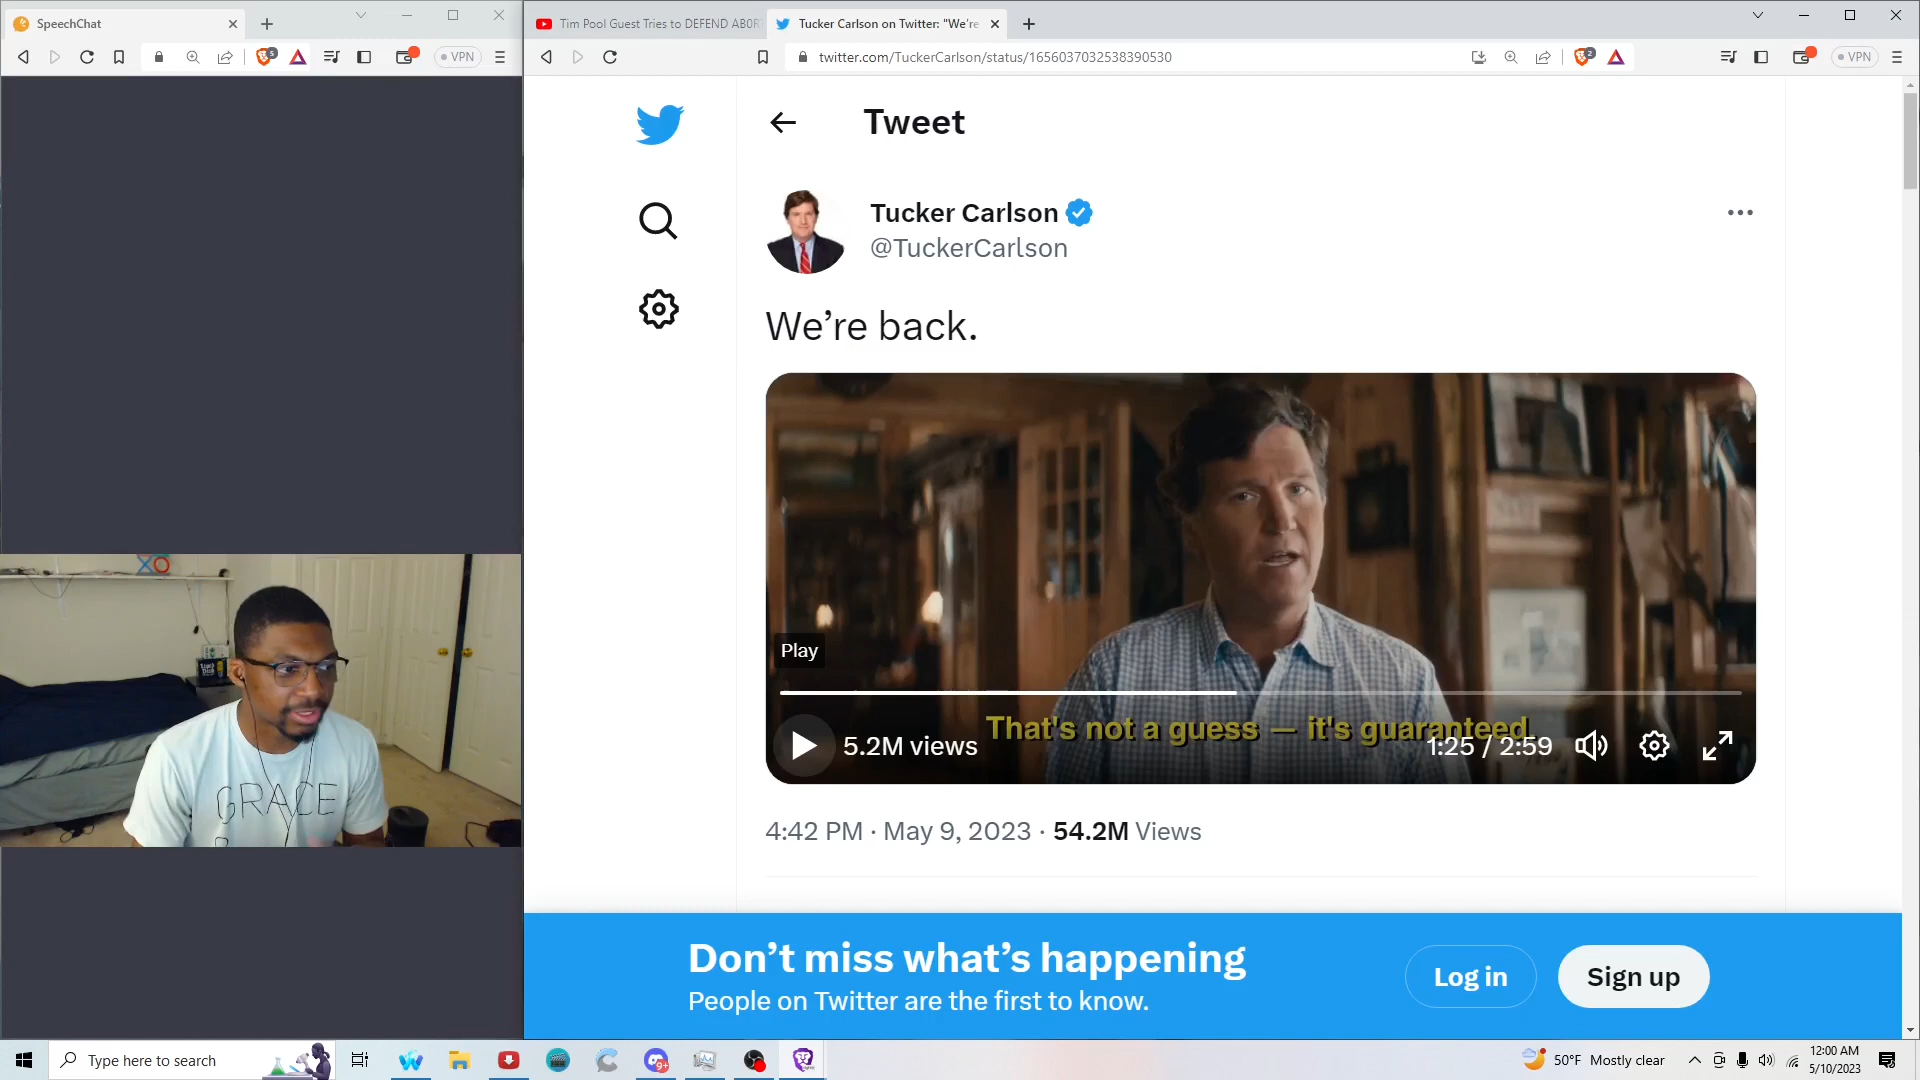 SpeechChat
Tim Pool Guest Tries to DEFEND ABOR
Tucker Carlson on Twitter: "We're
5
VPN
twitter.com/TuckerCarlson/status/1656037032538390530
2
VPN
Tweet
Tucker Carlson
@TuckerCarlson
We're back.
Play
That's not a guess — it's guaranteed.
5.2M views
1:25 / 2:59
4:42 PM · May 9, 2023 · 54.2M Views
XO
GRACE
Don't miss what's happening
People on Twitter are the first to know.
Log in
Sign up
Type here to search
9+
50°F Mostly clear
12:00 AM
5/10/2023